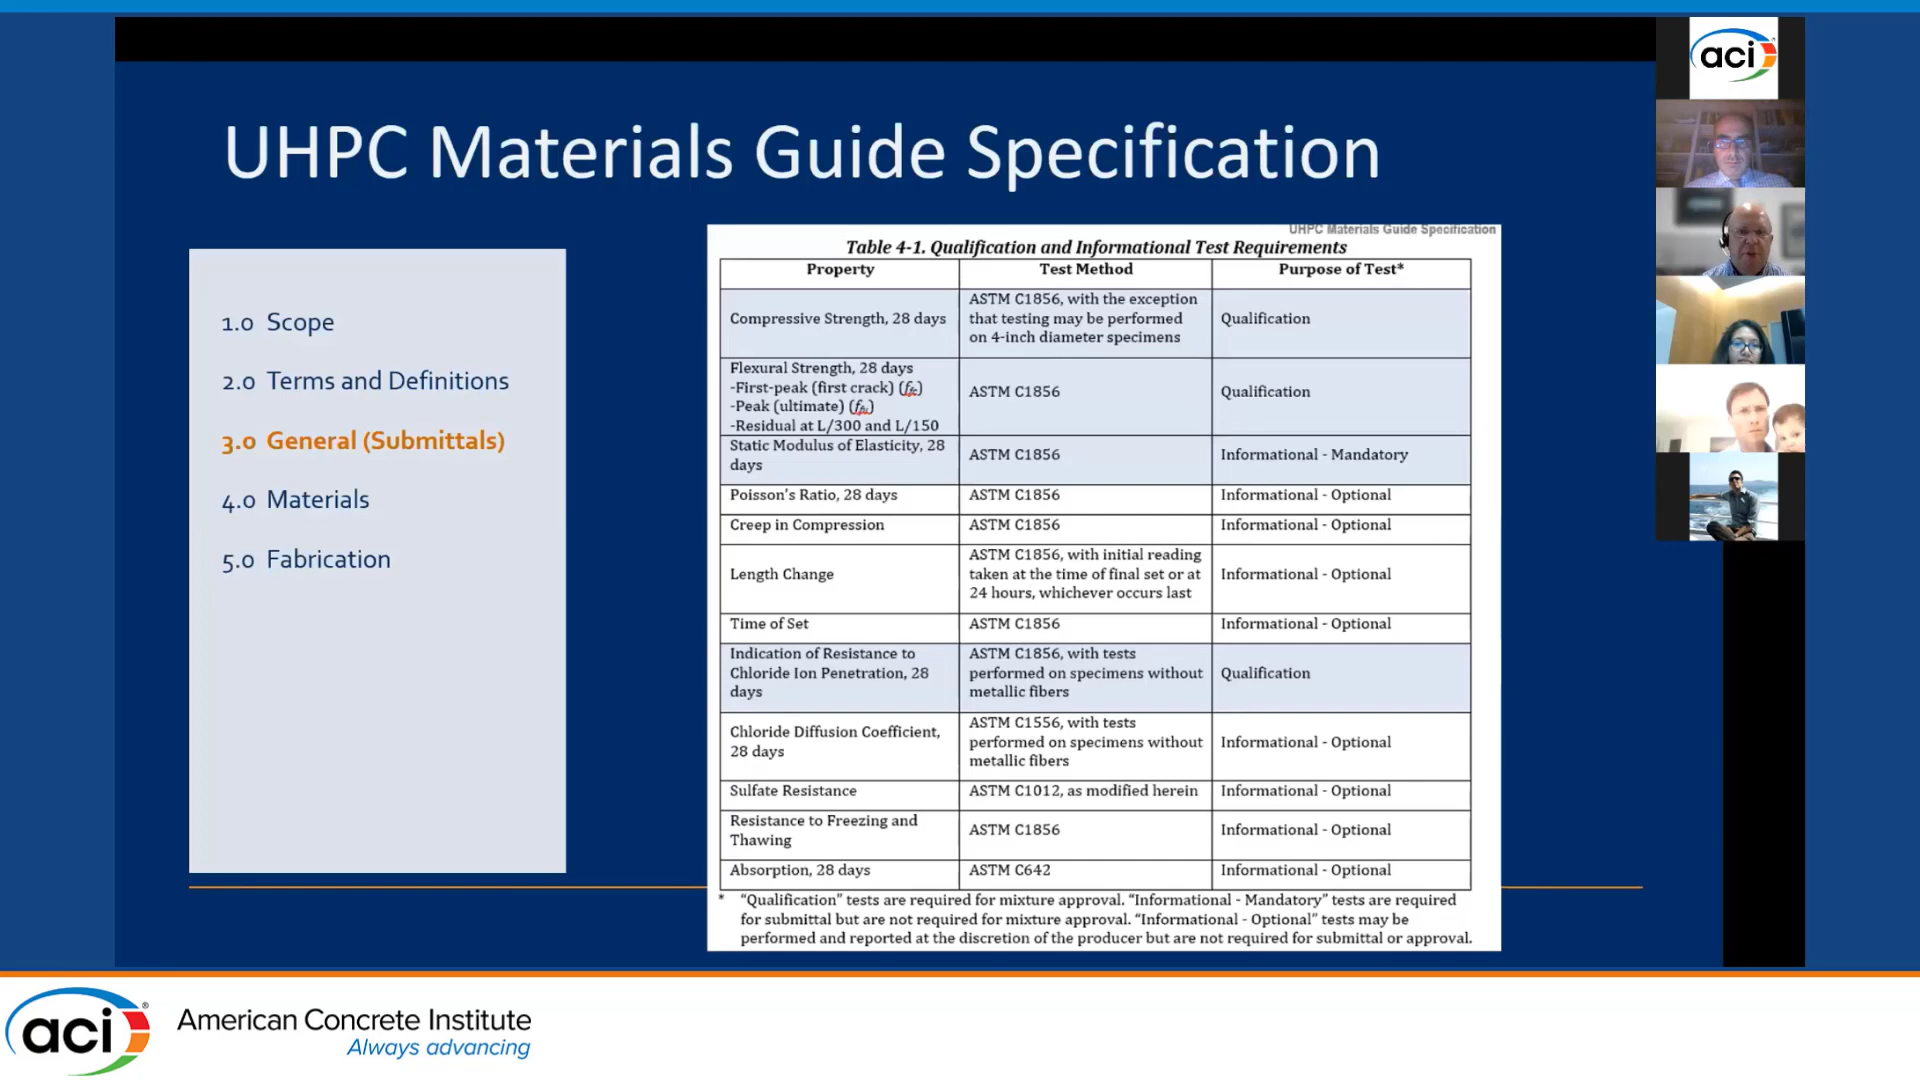 aci
UHPC Materials Guide Specification
1.0 Scope
2.0 Terms and Definitions
3.0 General (Submittals)
4.0 Materials
5.0 Fabrication
UHPC Materials Guide Specification
Table 4-1. Qualification and Informational Test Requirements
Property Test Method Purpose of Test*
Compressive Strength, 28 days
ASTM C1856, with the exception
that testing may be performed
on 4-inch diameter specimens
Qualification
Flexural Strength, 28 days
-First-peak (first crack)
-Peak (ultimate)
-Residual at L/300 and L/150
ASTM C1856
Qualification
Static Modulus of Elasticity, 28
days
ASTM C1856
Informational - Mandatory
Poisson's Ratio, 28 days
ASTM C1856
Informational - Optional
Creep in Compression
ASTM C1856
Informational - Optional
Length Change
ASTM C1856, with initial reading
taken at the time of final set or at
24 hours, whichever occurs last
Informational - Optional
Time of Set
ASTM C1856
Informational - Optional
Indication of Resistance to
Chloride Ion Penetration, 28
days
ASTM C1856, with tests
performed on specimens without
metallic fibers
Qualification
Chloride Diffusion Coefficient,
28 days
ASTM C1556, with tests
performed on specimens without
metallic fibers
Informational - Optional
Sulfate Resistance
ASTM C1012, as modified herein
Informational - Optional
Resistance to Freezing and
Thawing
ASTM C1856
Informational - Optional
Absorption, 28 days
ASTM C642
Informational - Optional
* "Qualification" tests are required for mixture approval. "Informational - Mandatory" tests are required
for submittal but are not required for mixture approval. "Informational - Optional" tests may be
performed and reported at the discretion of the producer but are not required for submittal or approval.
aci®
American Concrete Institute
Always advancing